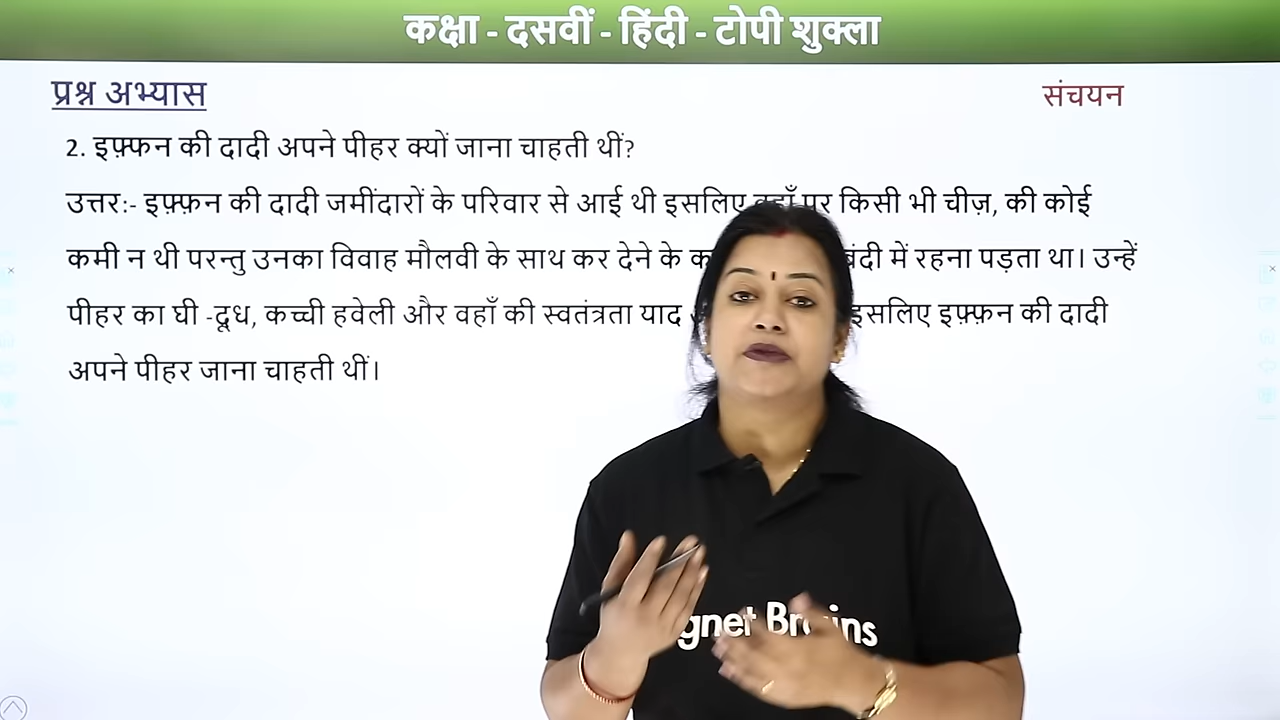 कक्षा - दसवीं - हिंदी - टोपी शुक्ला
प्रश्न अभ्यास
संचयन
2. इफ़्फन की दादी अपने पीहर क्यों जाना चाहती थीं?
उत्तरः- इफ़्फ़न की दादी जमींदारों के परिवार से आई थी इसलिए वहाँ पर किसी भी चीज़, की कोई
कमी न थी परन्तु उनका विवाह मौलवी के साथ कर देने के में रहना पड़ता था। उन्हें
पीहर का घी -दूध, कच्ची हवेली और वहाँ की स्वतंत्रता याद इसलिए इफ़्फ़न की दादी
अपने पीहर जाना चाहती थीं।